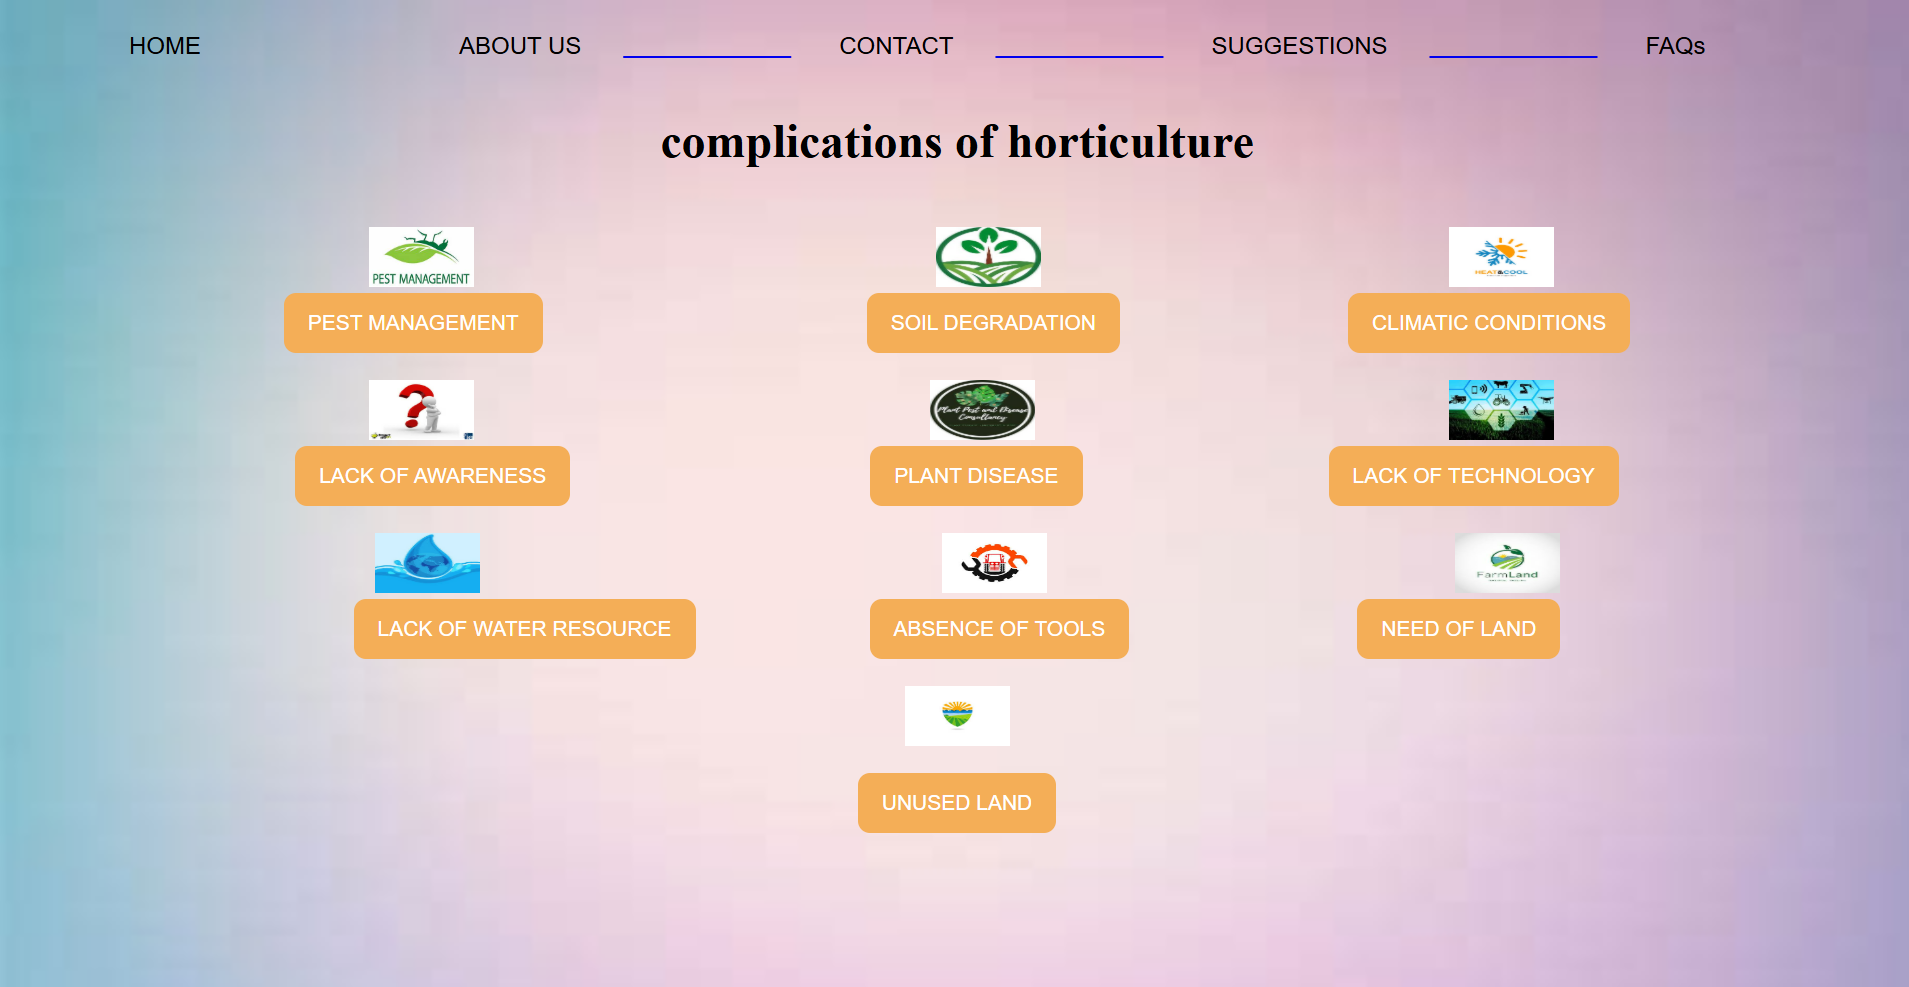 HOME ABOUT US CONTACT SUGGESTIONS FAQs
complications of horticulture
PEST MANAGEMENT
HEAT&COOL
PEST MANAGEMENT SOIL DEGRADATION CLIMATIC CONDITIONS
Plant Pest and Disease
Consultancy
LACK OF AWARENESS PLANT DISEASE LACK OF TECHNOLOGY
FarmLand
LACK OF WATER RESOURCE ABSENCE OF TOOLS NEED OF LAND
UNUSED LAND